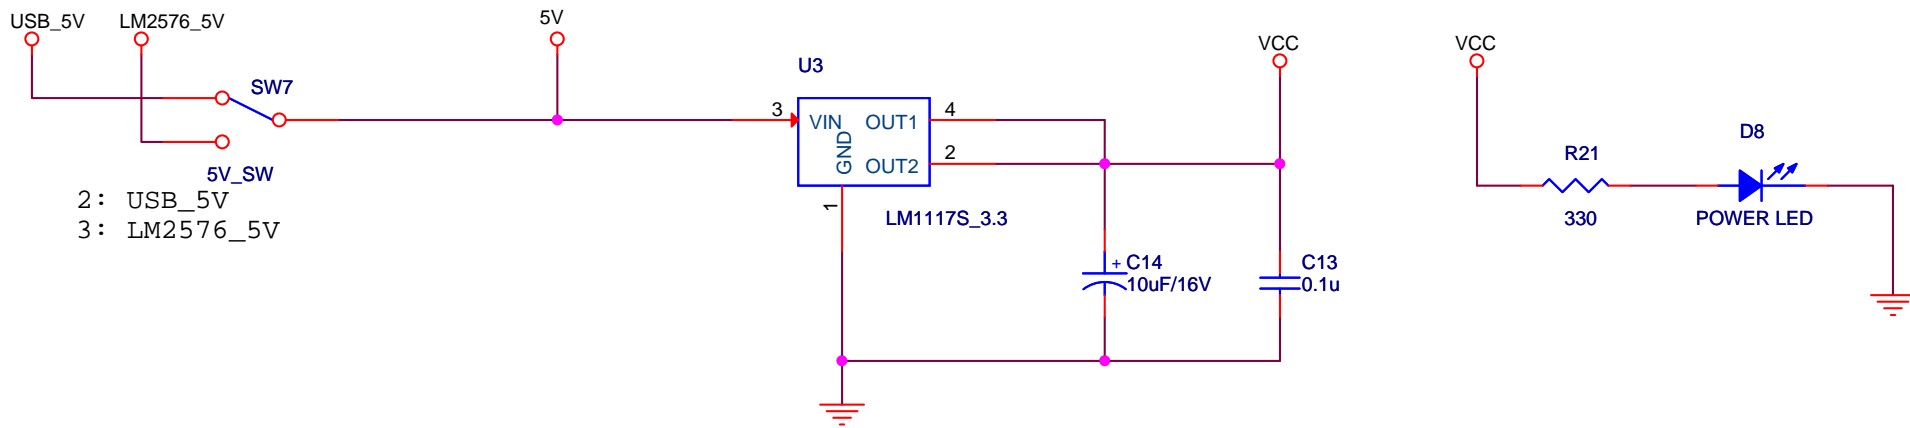 USB_5V
LM2576_5V
5V
VCC
VCC
U3
SW7
3
VIN
GND
OUT1
OUT2
4
2
1
D8
R21
5V_SW
2: USB_5V
3: LM2576_5V
LM1117S_3.3
330
POWER LED
+ C14
10uF/16V
C13
0.1u